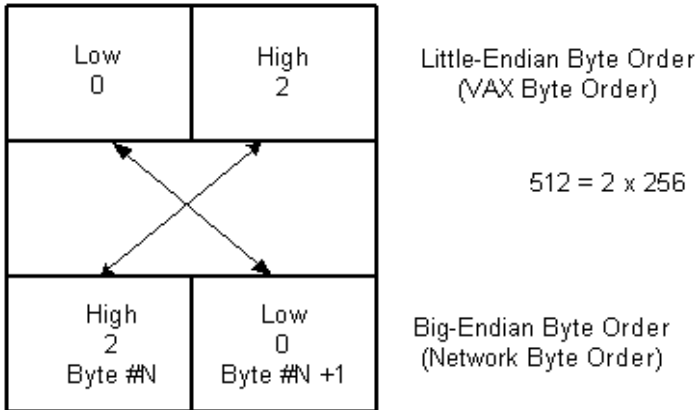 Low
0
High
2
Little-Endian Byte Order
(VAX Byte Order)
512 = 2 x 256
High
2
Byte #N
Low
0
Byte #N +1
Big-Endian Byte Order
(Network Byte Order)